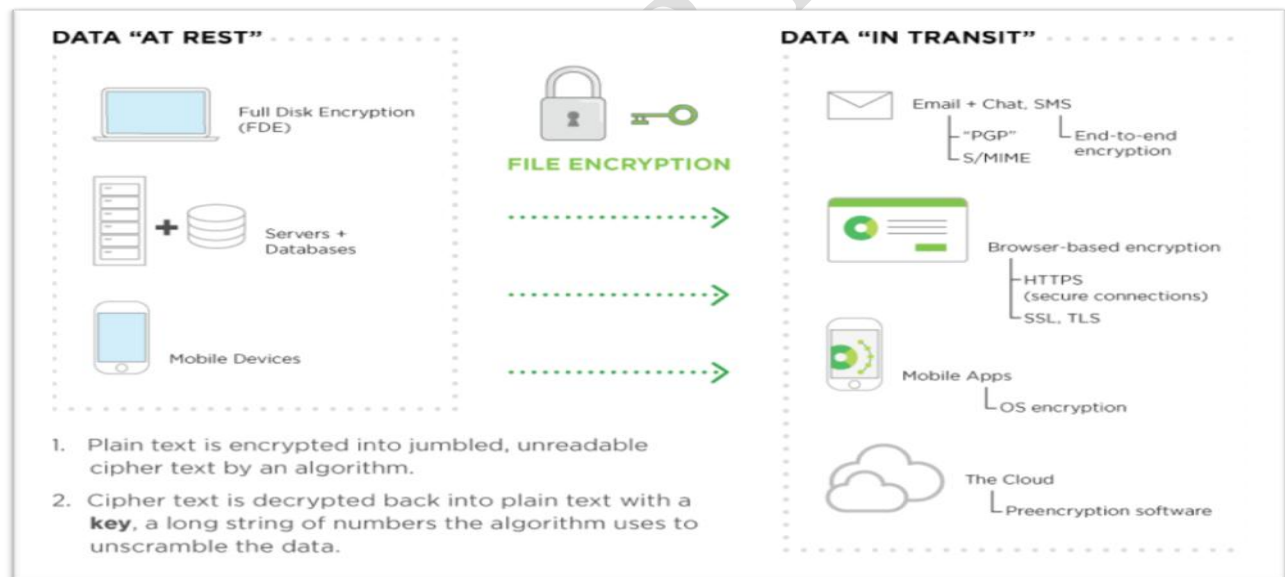 DATA “AT REST”
Full Disk Encryption
(FDE)
Servers +
Databases
Mobile Devices
FILE ENCRYPTION
DATA “IN TRANSIT”
Email + Chat, SMS
“PGP”
S/MIME
End-to-end
encryption
Browser-based encryption
HTTPS
(secure connections)
SSL, TLS
Mobile Apps
OS encryption
The Cloud
Preencryption software
1. Plain text is encrypted into jumbled, unreadable
cipher text by an algorithm.
2. Cipher text is decrypted back into plain text with a
key, a long string of numbers the algorithm uses to
unscramble the data.